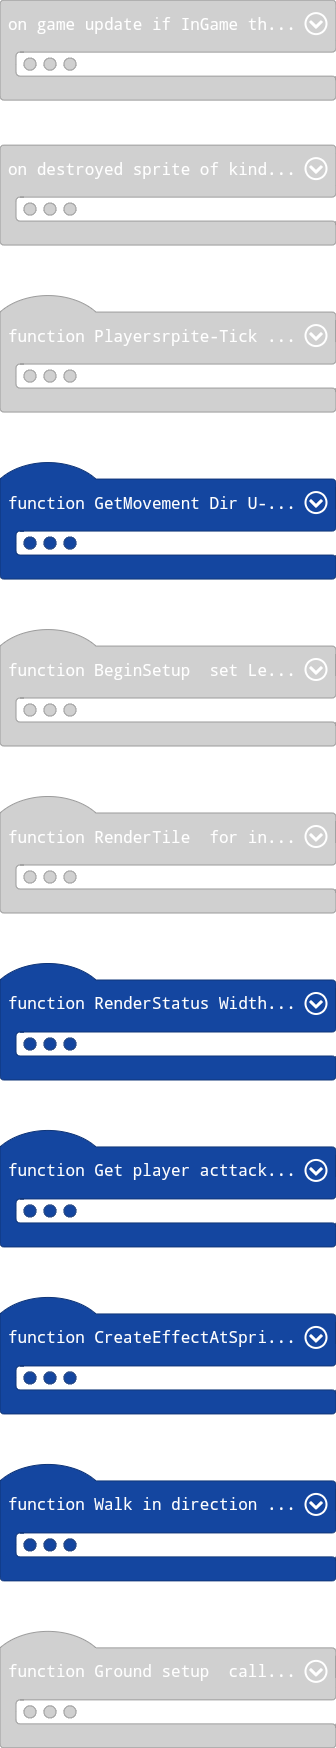 on game update if InGame th...
on destroyed sprite of kind...
function Playersrpite-Tick ...
function GetMovement Dir U-...
function BeginSetup  set Le...
function RenderTile  for in...
function RenderStatus Width...
function Get player acttack...
function CreateEffectAtSpri...
function Walk in direction ...
function Ground setup  call...